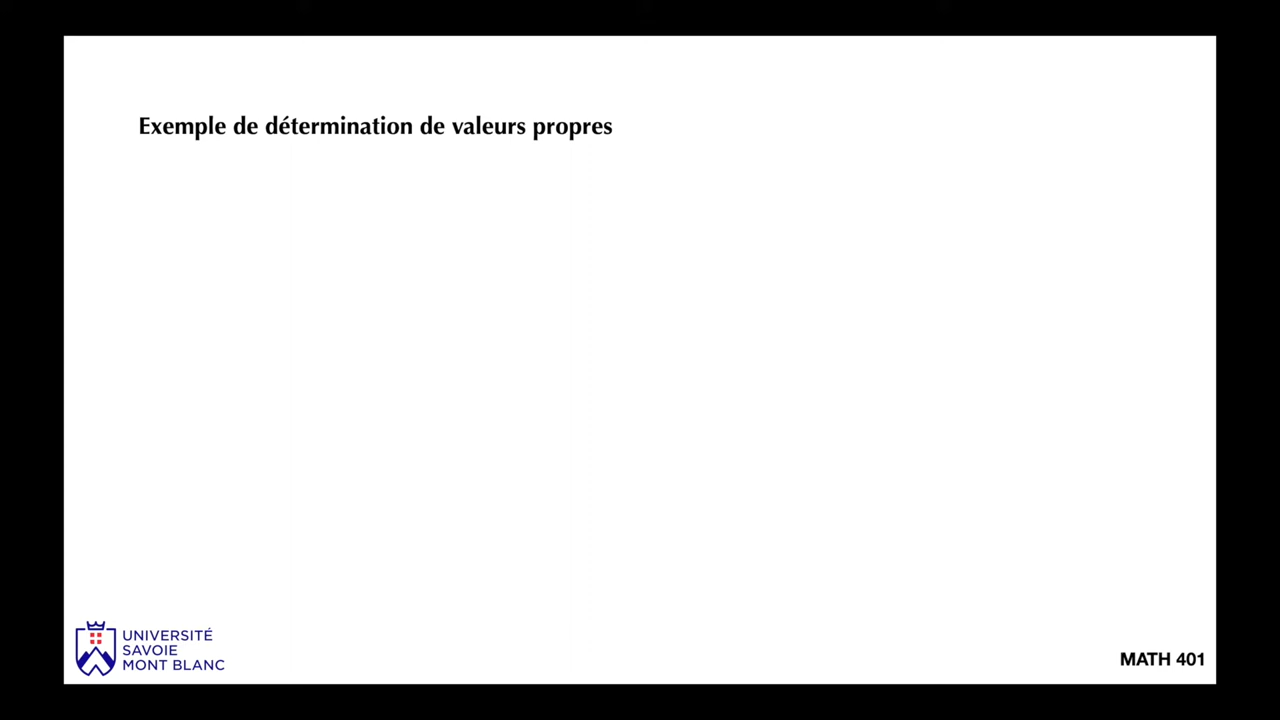 Exemple de détermination de valeurs propres
UNIVERSITÉ
SAVOIE
MONT BLANC
MATH 401